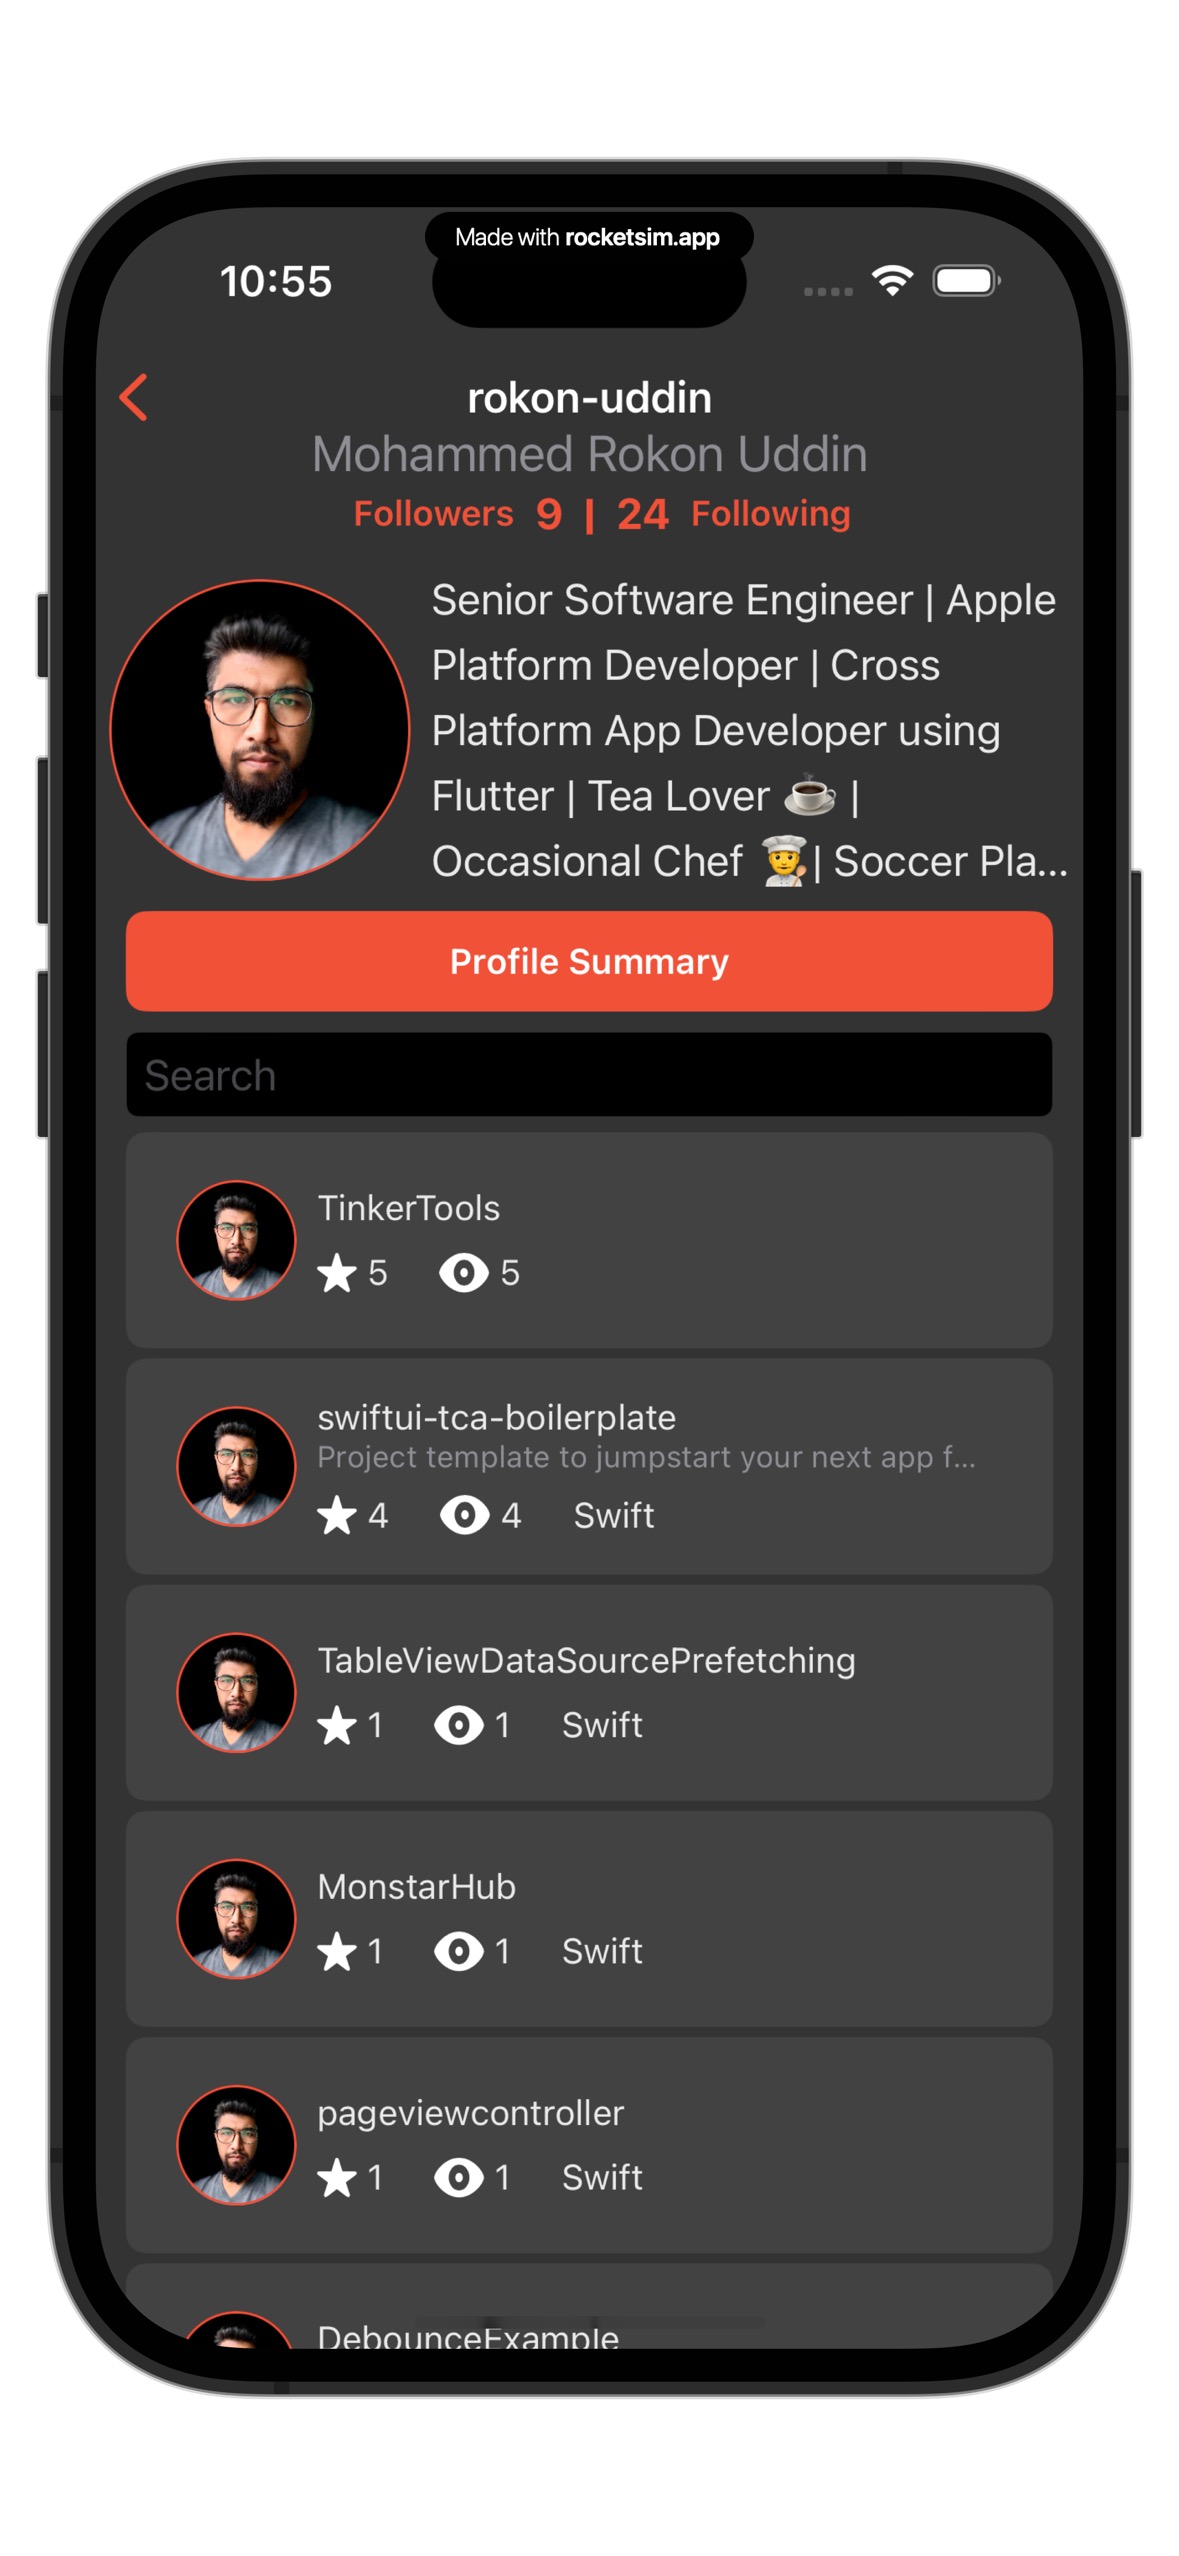 Made with rocketsim.app
10:55
rokon-uddin
Mohammed Rokon Uddin
Followers 9 | 24 Following
Senior Software Engineer | Apple
Platform Developer | Cross
Platform App Developer using
Flutter | Tea Lover ☕ |
Occasional Chef 🧑‍🍳| Soccer Pla...
Profile Summary
Search
TinkerTools
5 5
swiftui-tca-boilerplate
Project template to jumpstart your next app f...
4 4 Swift
TableViewDataSourcePrefetching
1 1 Swift
MonstarHub
1 1 Swift
pageviewcontroller
1 1 Swift
DebounceExample